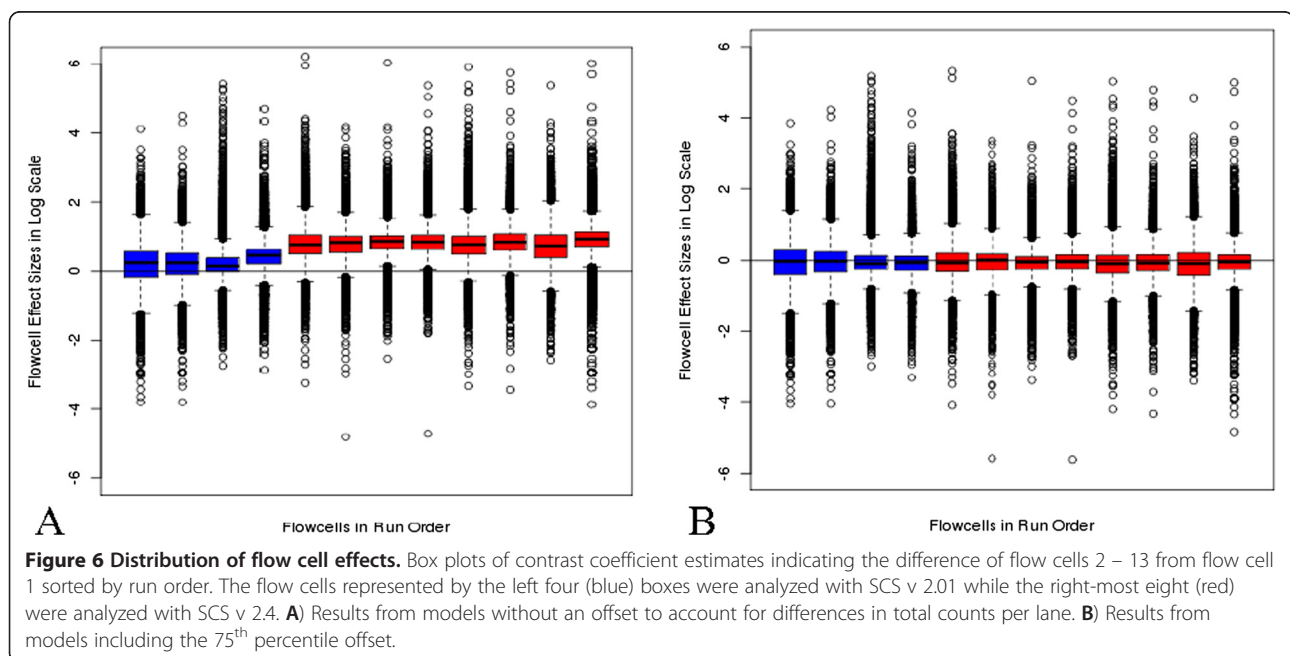 Flowcell Effect Sizes in Log Scale
6
4
2
0
-2
-4
-6
A
Flowcells in Run Order
Flowcell Effect Sizes in Log Scale
6
4
2
0
-2
-4
-6
B
Flowcells in Run Order
Figure 6 Distribution of flow cell effects. Box plots of contrast coefficient estimates indicating the difference of flow cells 2 – 13 from flow cell
1 sorted by run order. The flow cells represented by the left four (blue) boxes were analyzed with SCS v 2.01 while the right-most eight (red)
were analyzed with SCS v 2.4. A) Results from models without an offset to account for differences in total counts per lane. B) Results from
models including the 75th percentile offset.